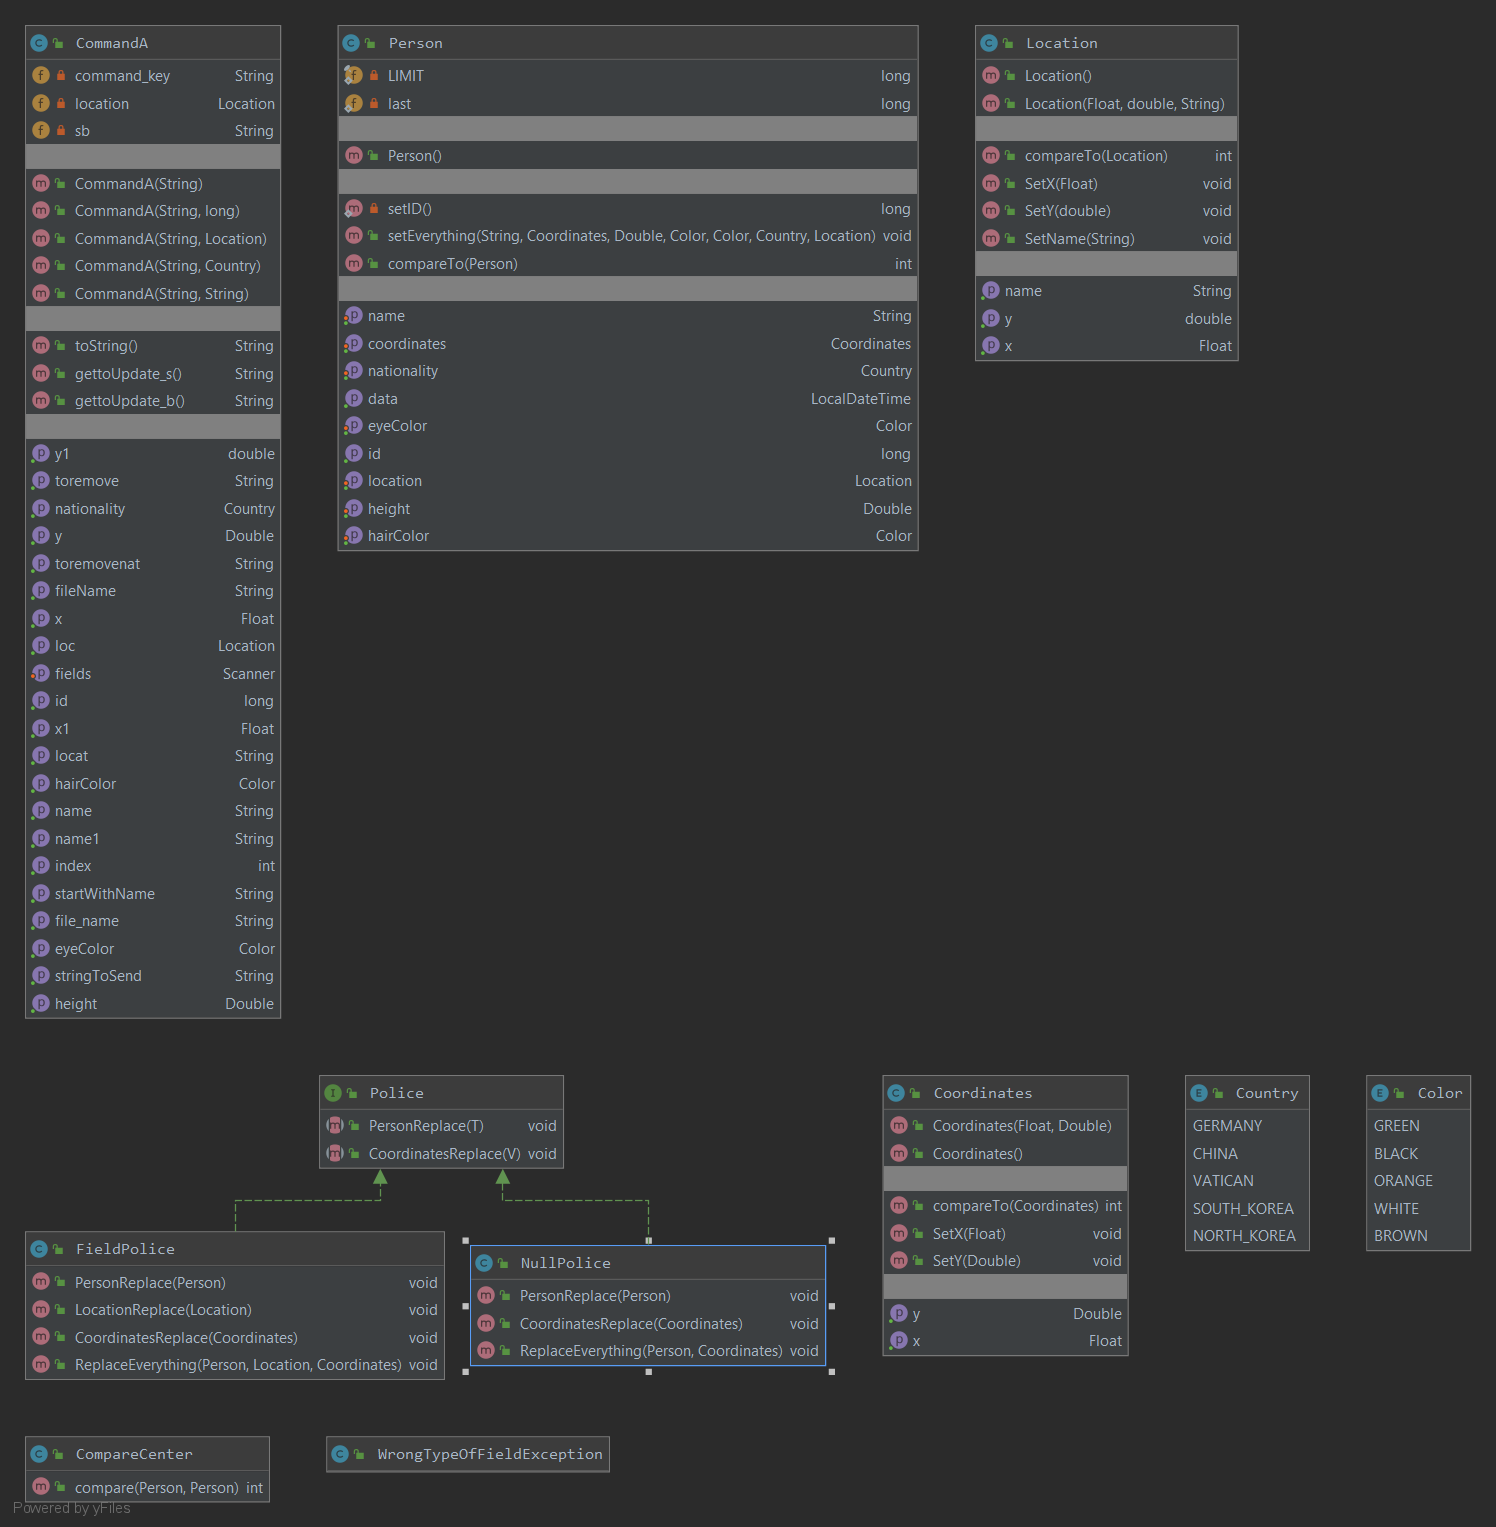 CommandA
command_key String
location Location
sb String
CommandA(String)
CommandA(String, long)
CommandA(String, Location)
CommandA(String, Country)
CommandA(String, String)
toString() String
gettoUpdate_s() String
gettoUpdate_b() String
y1 double
toremove String
nationality Country
y Double
toremovenat String
fileName String
x Float
loc Location
fields Scanner
id long
x1 Float
locat String
hairColor Color
name String
name1 String
index int
startWithName String
file_name String
eyeColor Color
stringToSend String
height Double
Person
LIMIT long
last long
Person()
setID() long
setEverything(String, Coordinates, Double, Color, Color, Country, Location) void
compareTo(Person) int
name String
coordinates Coordinates
nationality Country
data LocalDateTime
eyeColor Color
id long
location Location
height Double
hairColor Color
Location
Location()
Location(Float, double, String)
compareTo(Location) int
SetX(Float) void
SetY(double) void
SetName(String) void
name String
y double
x Float
Police
PersonReplace(T) void
CoordinatesReplace(V) void
FieldPolice
PersonReplace(Person) void
LocationReplace(Location) void
CoordinatesReplace(Coordinates) void
ReplaceEverything(Person, Location, Coordinates) void
NullPolice
PersonReplace(Person) void
CoordinatesReplace(Coordinates) void
ReplaceEverything(Person, Coordinates) void
Coordinates
Coordinates(Float, Double)
Coordinates()
compareTo(Coordinates) int
SetX(Float) void
SetY(Double) void
y Double
x Float
Country
GERMANY
CHINA
VATICAN
SOUTH_KOREA
NORTH_KOREA
Color
GREEN
BLACK
ORANGE
WHITE
BROWN
CompareCenter
compare(Person, Person) int
WrongTypeOfFieldException
Powered by yFiles